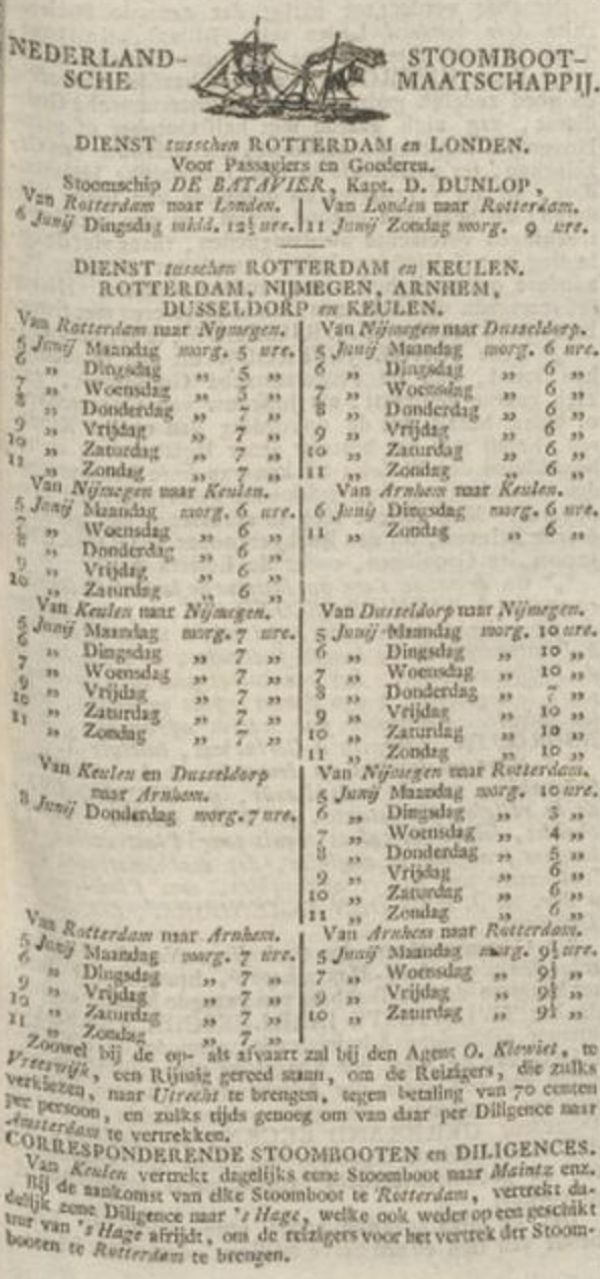 NEDERLANDSCHE STOOMBOOT-MAATSCHAPPIJ.
DIENST tusschen ROTTERDAM en LONDEN.
Voor Passagiers en Goederen.
Stoomschip DE BATAVIER, Kapt. D. DUNLOP,
Van Rotterdam naar Londen.
6 Junij Dingsdag midd. 12½ ure.
Van Londen naar Rotterdam.
11 Junij Zondag morg. 9 ure.
DIENST tusschen ROTTERDAM en KEULEN.
ROTTERDAM, NIJMEGEN, ARNHEM,
DUSSELDORP en KEULEN.
Van Rotterdam naar Nymegen.
5 Junij Maandag morg. 5 ure.
6 „ Dingsdag „ 5 „
7 „ Woensdag „ 5 „
8 „ Donderdag „ 7 „
9 „ Vrijdag „ 7 „
10 „ Zaturdag „ 7 „
11 „ Zondag „ 7 „
Van Nijmegen naar Dusseldorp.
5 Junij Maandag morg. 6 ure.
6 „ Dingsdag „ 6 „
7 „ Woensdag „ 6 „
8 „ Donderdag „ 6 „
9 „ Vrijdag „ 6 „
10 „ Zaturdag „ 6 „
11 „ Zondag „ 6 „
Van Nijmegen naar Keulen.
5 Junij Maandag morg. 6 ure.
7 „ Woensdag „ 6 „
8 „ Donderdag „ 6 „
9 „ Vrijdag „ 6 „
10 „ Zaturdag „ 6 „
Van Arnhem naar Keulen.
6 Junij Dingsdag morg. 6 ure.
11 „ Zondag „ 6 „
Van Keulen naar Nijmegen.
5 Junij Maandag morg. 7 ure.
6 „ Dingsdag „ 7 „
7 „ Woensdag „ 7 „
9 „ Vrijdag „ 7 „
10 „ Zaturdag „ 7 „
11 „ Zondag „ 7 „
Van Dusseldorp naar Nijmegen.
5 Junij Maandag morg. 10 ure.
6 „ Dingsdag „ 10 „
7 „ Woensdag „ 10 „
8 „ Donderdag „ 7 „
9 „ Vrijdag „ 10 „
10 „ Zaturdag „ 10 „
11 „ Zondag „ 10 „
Van Keulen en Dusseldorp
naar Arnhem.
8 Junij Donderdag morg. 7 ure.
Van Nijmegen naar Rotterdam.
5 Junij Maandag morg. 10 ure.
6 „ Dingsdag „ 3 „
7 „ Woensdag „ 4 „
8 „ Donderdag „ 5 „
9 „ Vrijdag „ 6 „
10 „ Zaturdag „ 6 „
11 „ Zondag „ 6 „
Van Rotterdam naar Arnhem.
5 Junij Maandag morg. 7 ure.
6 „ Dingsdag „ 7 „
9 „ Vrijdag „ 7 „
10 „ Zaturdag „ 7 „
11 „ Zondag „ 7 „
Van Arnhem naar Rotterdam.
5 Junij Maandag morg. 9½ ure.
7 „ Woensdag „ 9½ „
9 „ Vrijdag „ 9½ „
10 „ Zaturdag „ 9½ „
Zoowel bij de op- als afvaart zal bij den Agent O. Kiewiet, te
Vreeswijk, een Rijtuig gereed staan, om de Reizigers, die zulks
verkiezen, naar Utrecht te brengen, tegen betaling van 70 centen
per persoon, en zulks tijds genoeg om van daar per Diligence naar
Amsterdam te vertrekken.
CORRESPONDERENDE STOOMBOOTEN en DILIGENCES.
Van Keulen vertrekt dagelijks eene Stoomboot naar Maintz enz.
Bij de aankomst van elke Stoomboot te Rotterdam, vertrekt da-
delijk eene Diligence naar 's Hage, welke ook weder op een geschikt
uur van 's Hage afrijdt, om de reizigers voor het vertrek der Stoom-
booten te Rotterdam te brengen.